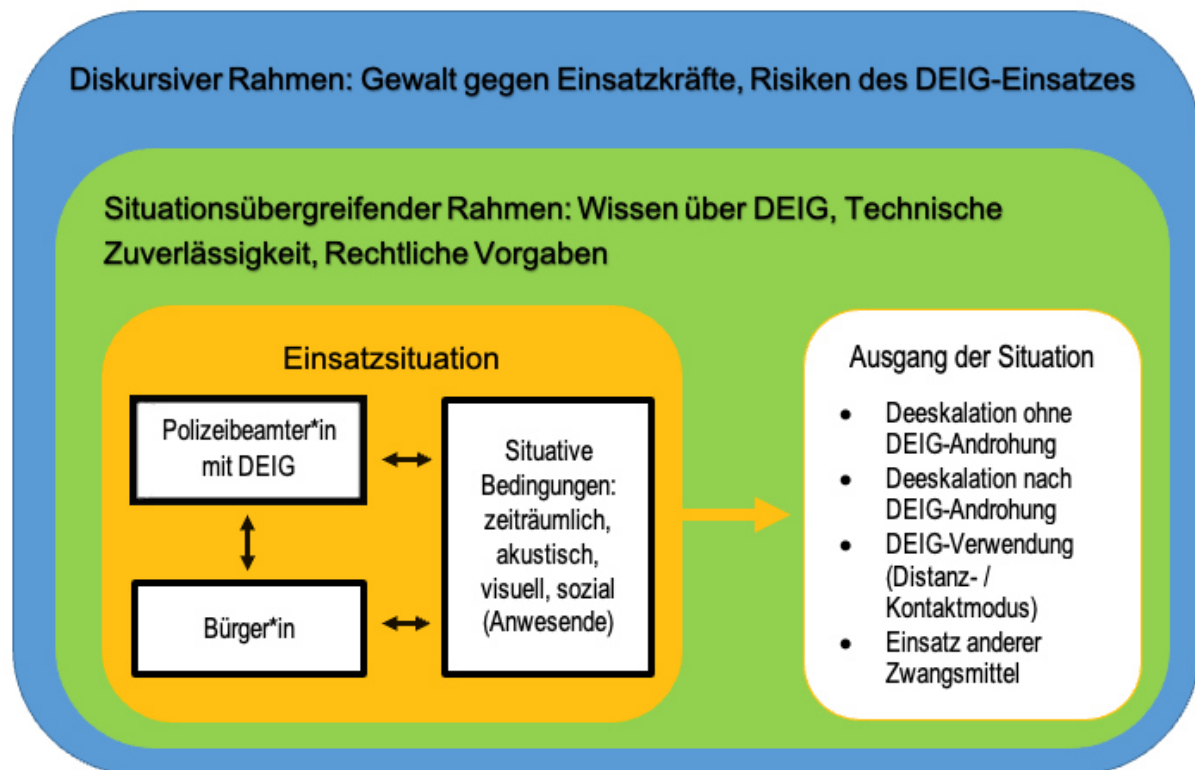 Diskursiver Rahmen: Gewalt gegen Einsatzkräfte, Risiken des DEIG-Einsatzes
Situationsübergreifender Rahmen: Wissen über DEIG, Technische
Zuverlässigkeit, Rechtliche Vorgaben
Einsatzsituation
Polizeibeamter*in
mit DEIG
Bürger*in
Situative
Bedingungen:
zeiträumlich,
akustisch,
visuell, sozial
(Anwesende)
Ausgang der Situation
• Deeskalation ohne
DEIG-Androhung
• Deeskalation nach
DEIG-Androhung
• DEIG-Verwendung
(Distanz- /
Kontaktmodus)
• Einsatz anderer
Zwangsmittel